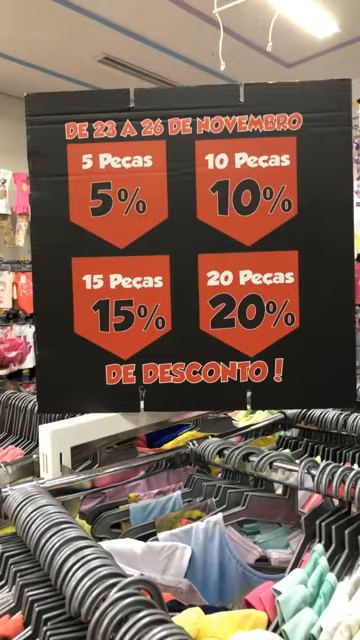 DE 23 A 26 DE NOVEMBRO
5 Peças
5%
10 Peças
10%
15 Peças
15%
20 Peças
20%
DE DESCONTO!